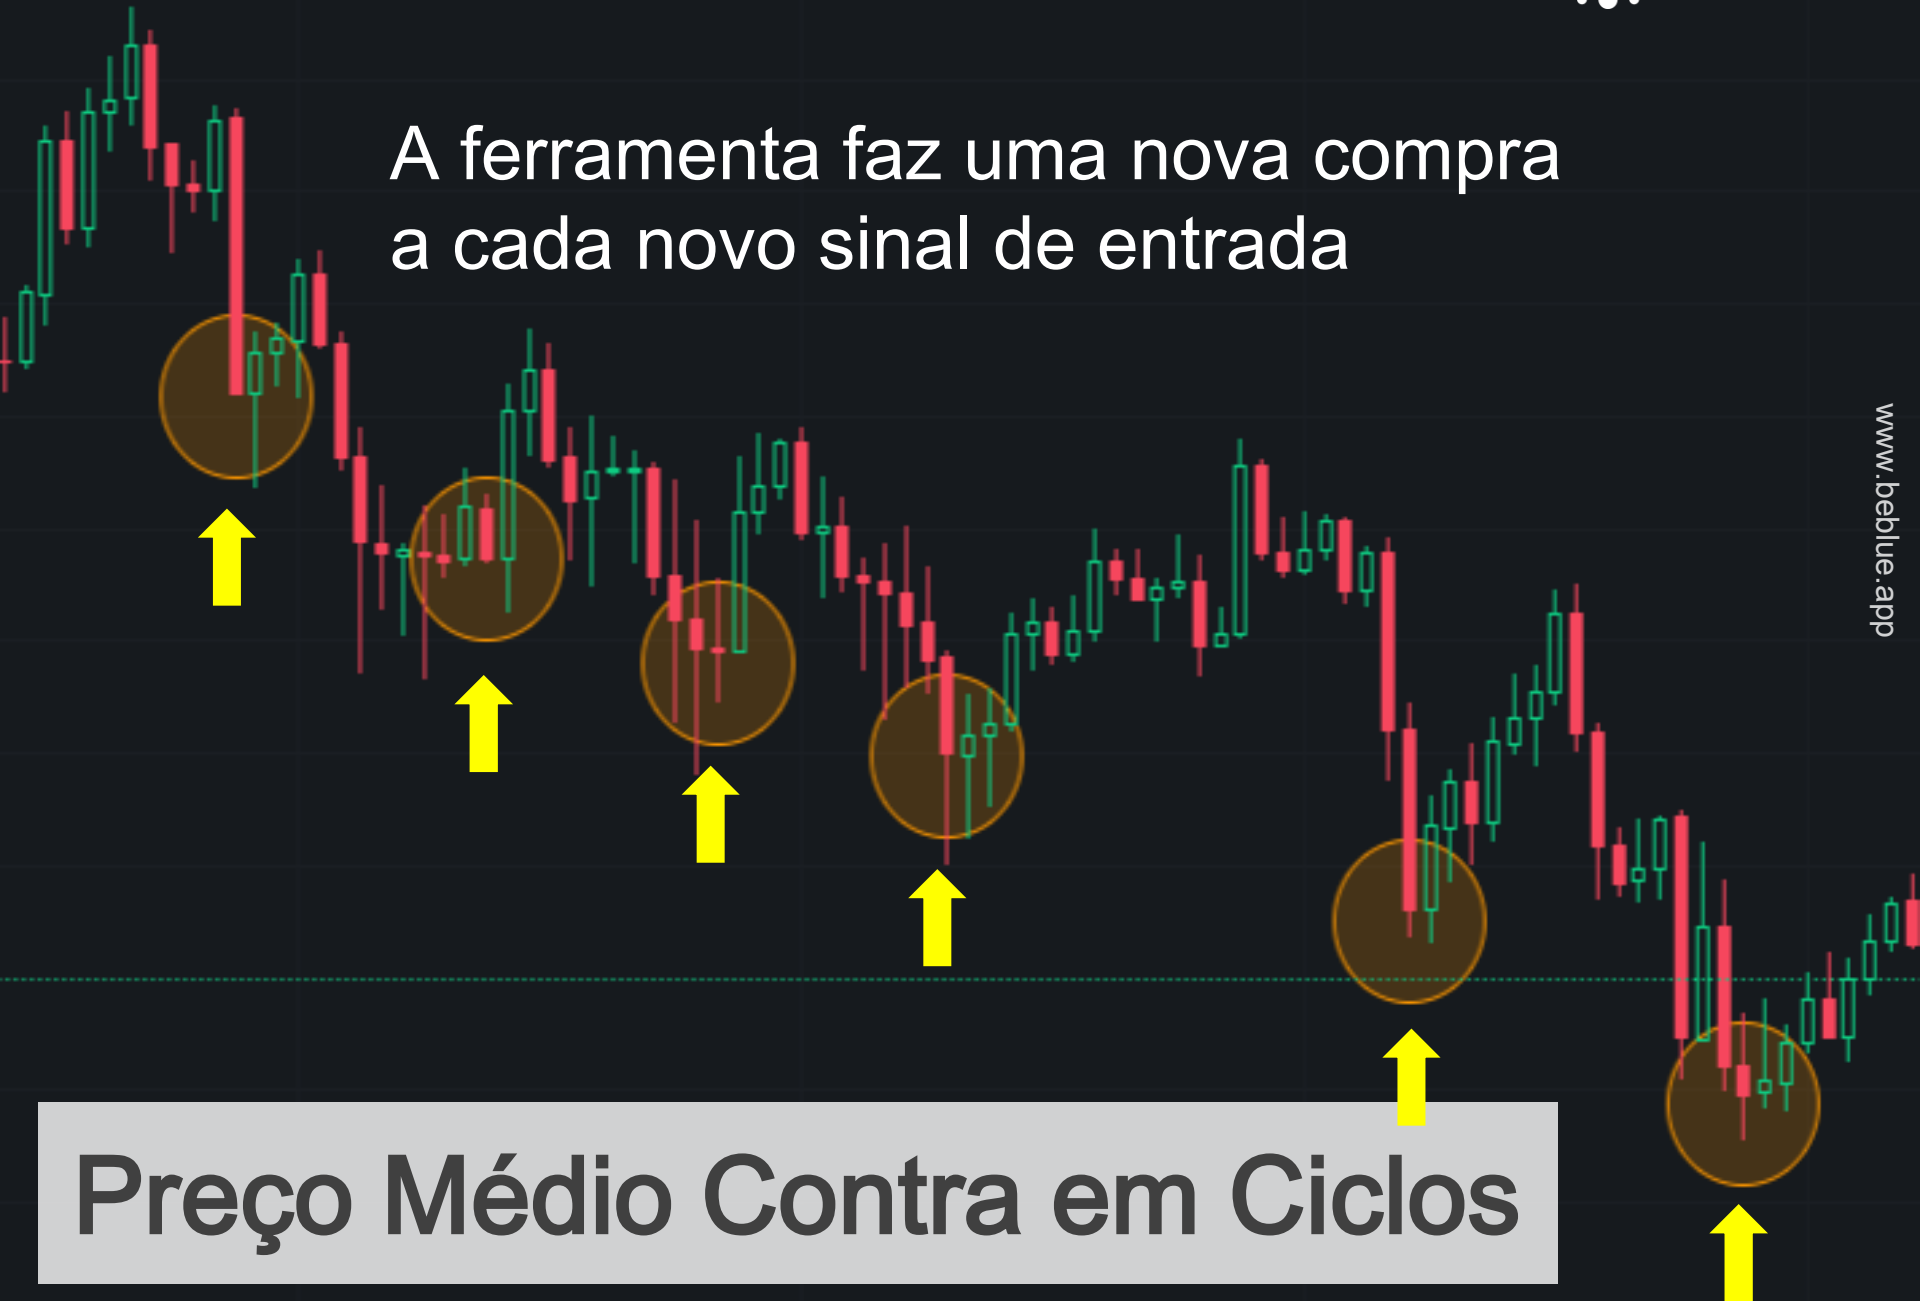 A ferramenta faz uma nova compra
a cada novo sinal de entrada
www.beblue.app
Preço Médio Contra em Ciclos